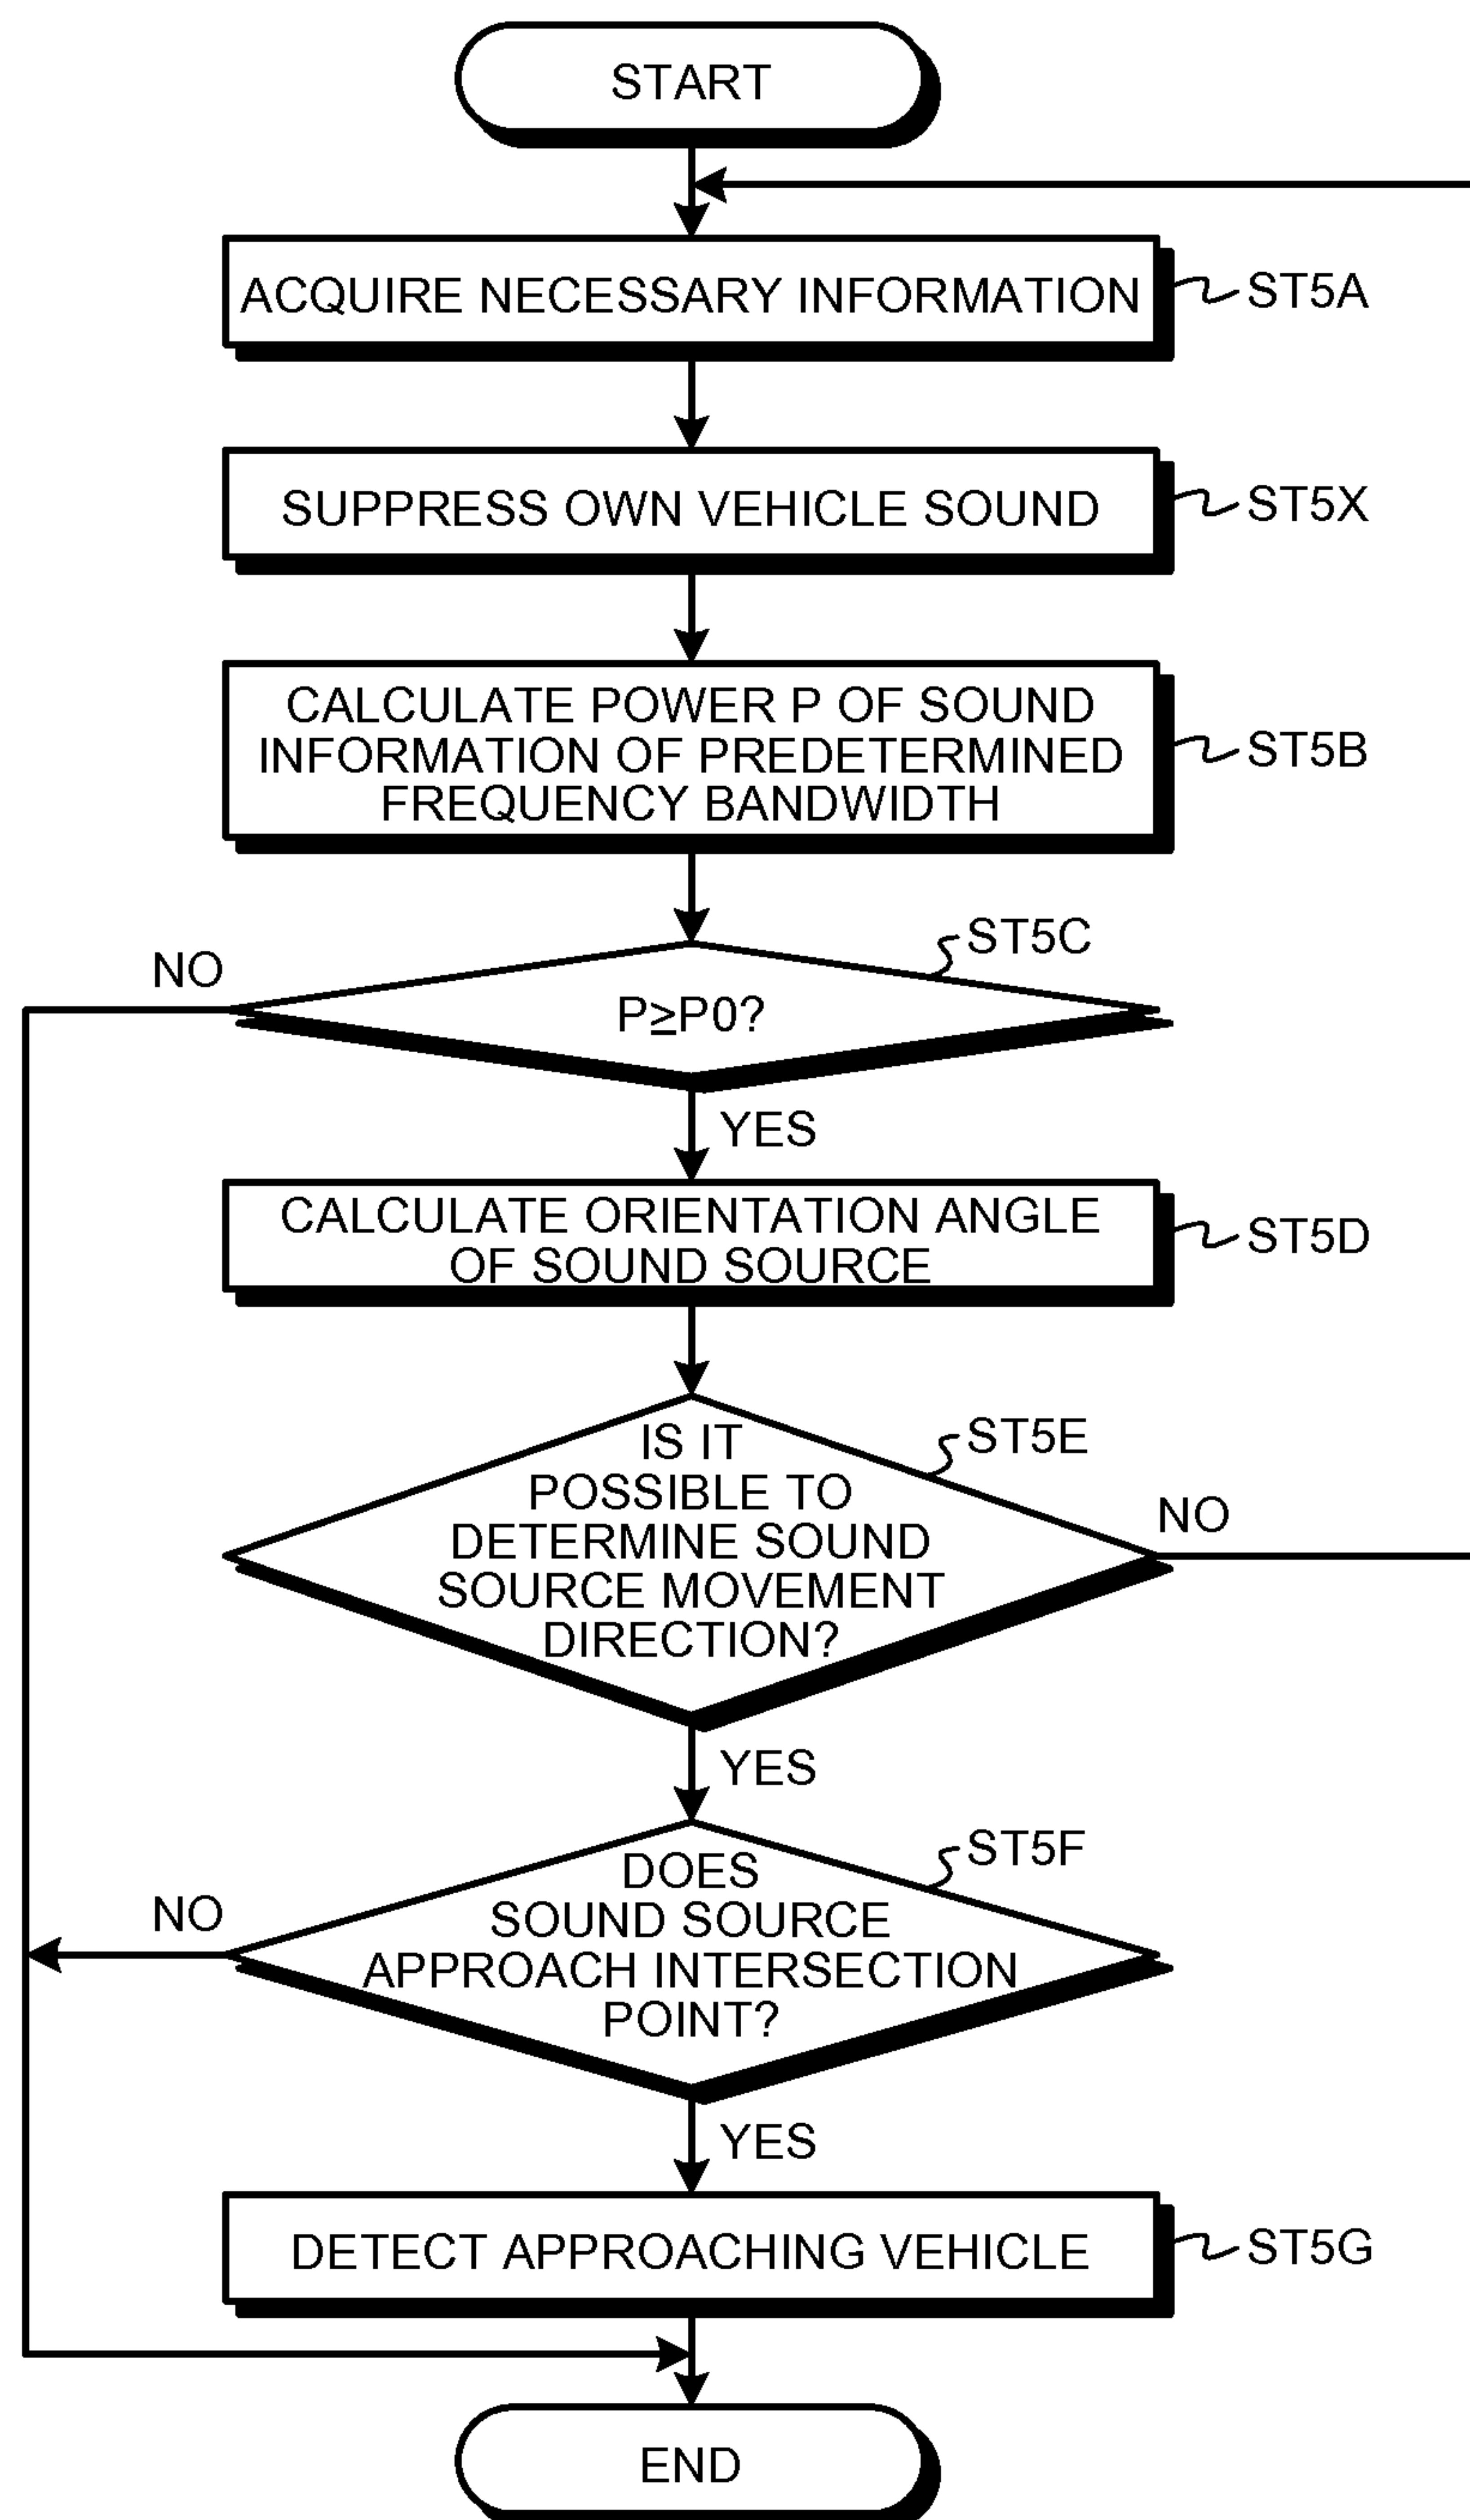 START
ACQUIRE NECESSARY INFORMATION
ST5A
SUPPRESS OWN VEHICLE SOUND
ST5X
CALCULATE POWER P OF SOUND
INFORMATION OF PREDETERMINED
FREQUENCY BANDWIDTH
ST5B
ST5C
NO
P≥P0?
YES
CALCULATE ORIENTATION ANGLE
OF SOUND SOURCE
ST5D
IS IT
POSSIBLE TO
DETERMINE SOUND
SOURCE MOVEMENT
DIRECTION?
ST5E
NO
YES
DOES
SOUND SOURCE
APPROACH INTERSECTION
POINT?
ST5F
NO
YES
DETECT APPROACHING VEHICLE
ST5G
END